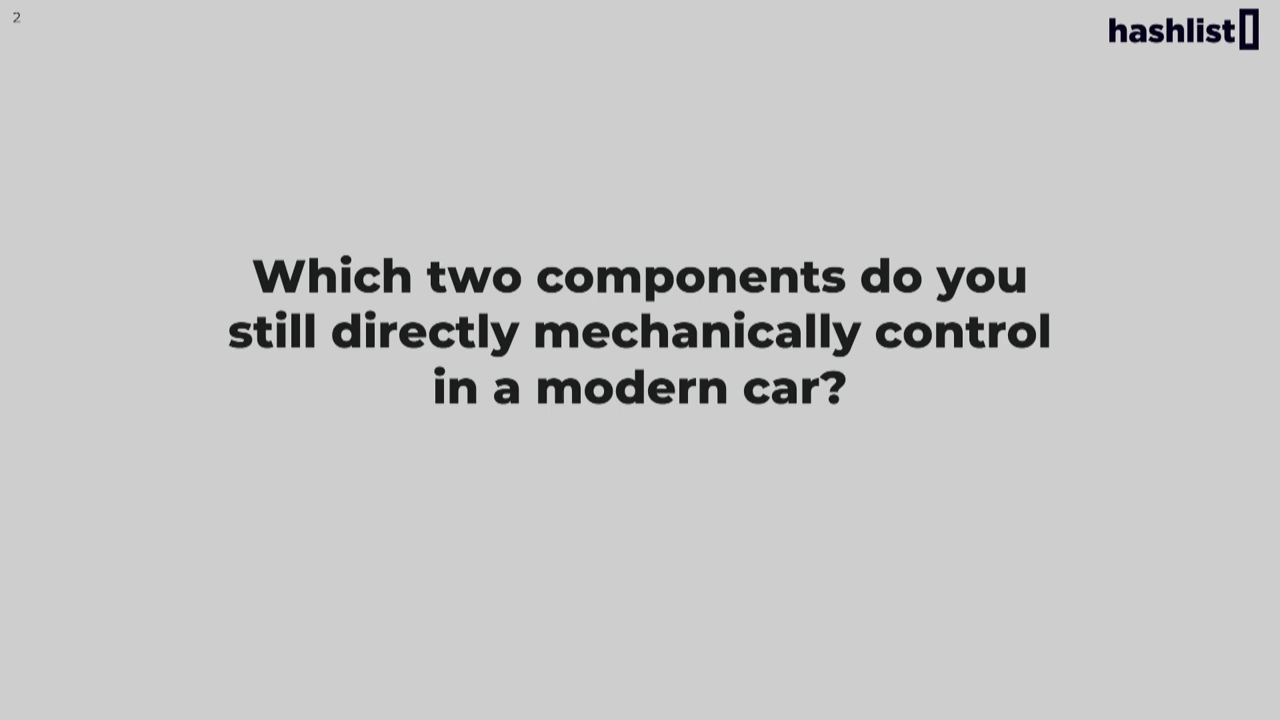 2
hashlist
Which two components do you
still directly mechanically control
in a modern car?